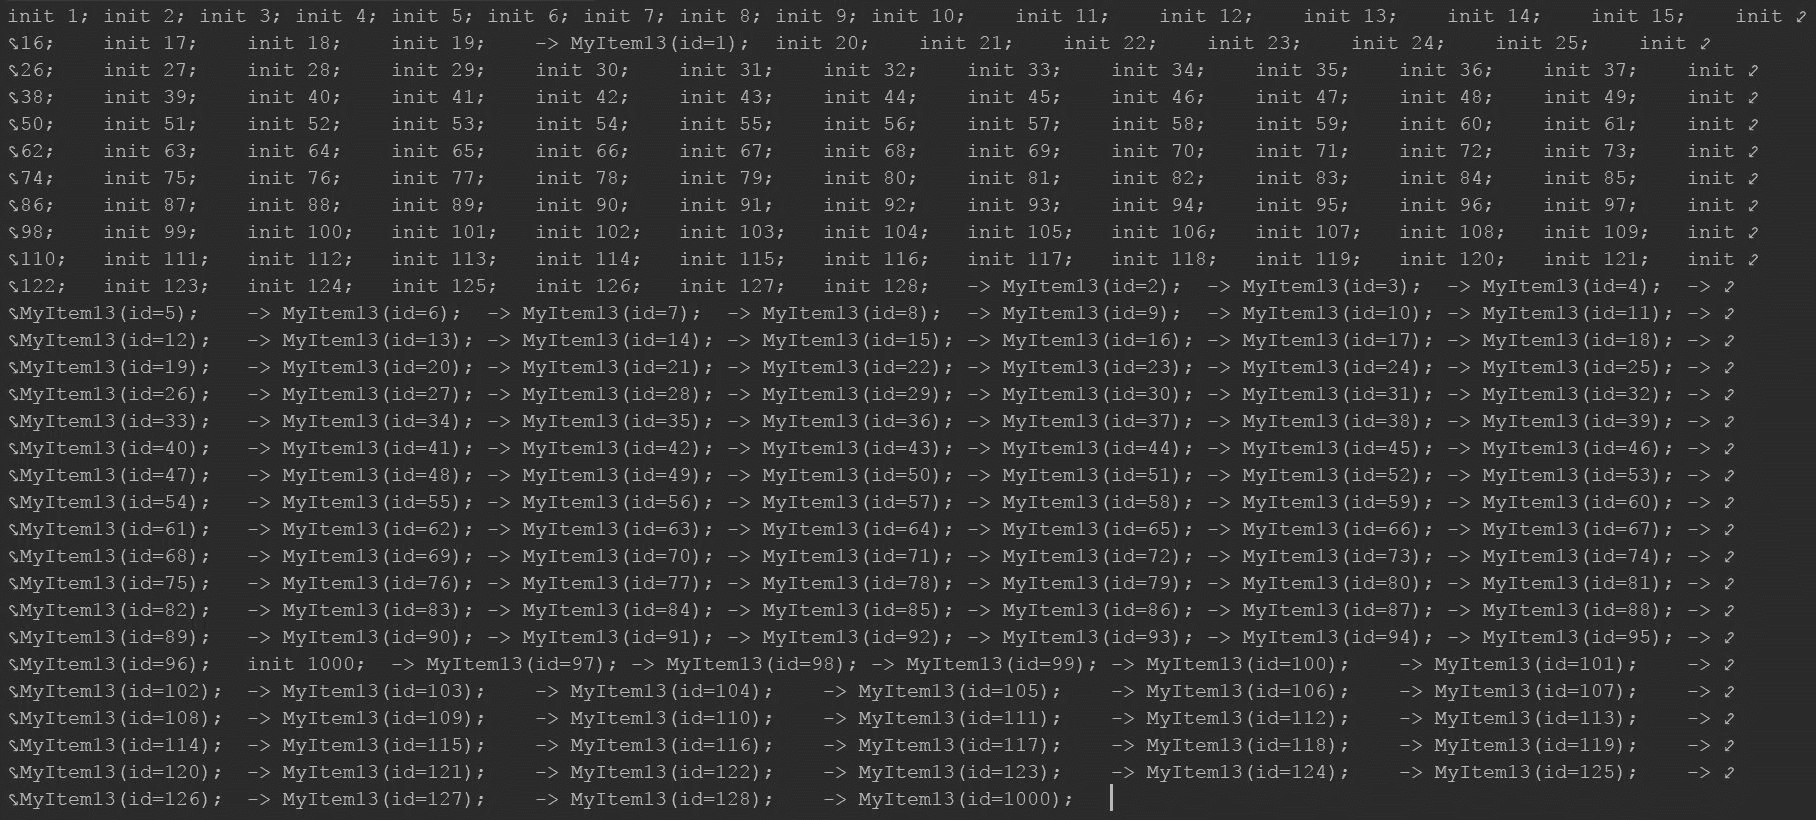 init 1; init 2; init 3; init 4; init 5; init 6; init 7; init 8; init 9; init 10; init 11; init 12; init 13; init 14; init 15; init
16; init 17; init 18; init 19; -> MyItem13(id=1); init 20; init 21; init 22; init 23; init 24; init 25; init
26; init 27; init 28; init 29; init 30; init 31; init 32; init 33; init 34; init 35; init 36; init 37; init
38; init 39; init 40; init 41; init 42; init 43; init 44; init 45; init 46; init 47; init 48; init 49; init
50; init 51; init 52; init 53; init 54; init 55; init 56; init 57; init 58; init 59; init 60; init 61; init
62; init 63; init 64; init 65; init 66; init 67; init 68; init 69; init 70; init 71; init 72; init 73; init
74; init 75; init 76; init 77; init 78; init 79; init 80; init 81; init 82; init 83; init 84; init 85; init
86; init 87; init 88; init 89; init 90; init 91; init 92; init 93; init 94; init 95; init 96; init 97; init
98; init 99; init 100; init 101; init 102; init 103; init 104; init 105; init 106; init 107; init 108; init 109; init
110; init 111; init 112; init 113; init 114; init 115; init 116; init 117; init 118; init 119; init 120; init 121; init
122; init 123; init 124; init 125; init 126; init 127; init 128; -> MyItem13(id=2); -> MyItem13(id=3); -> MyItem13(id=4); ->
MyItem13(id=5); -> MyItem13(id=6); -> MyItem13(id=7); -> MyItem13(id=8); -> MyItem13(id=9); -> MyItem13(id=10); -> MyItem13(id=11); ->
MyItem13(id=12); -> MyItem13(id=13); -> MyItem13(id=14); -> MyItem13(id=15); -> MyItem13(id=16); -> MyItem13(id=17); -> MyItem13(id=18); ->
MyItem13(id=19); -> MyItem13(id=20); -> MyItem13(id=21); -> MyItem13(id=22); -> MyItem13(id=23); -> MyItem13(id=24); -> MyItem13(id=25); ->
MyItem13(id=26); -> MyItem13(id=27); -> MyItem13(id=28); -> MyItem13(id=29); -> MyItem13(id=30); -> MyItem13(id=31); -> MyItem13(id=32); ->
MyItem13(id=33); -> MyItem13(id=34); -> MyItem13(id=35); -> MyItem13(id=36); -> MyItem13(id=37); -> MyItem13(id=38); -> MyItem13(id=39); ->
MyItem13(id=40); -> MyItem13(id=41); -> MyItem13(id=42); -> MyItem13(id=43); -> MyItem13(id=44); -> MyItem13(id=45); -> MyItem13(id=46); ->
MyItem13(id=47); -> MyItem13(id=48); -> MyItem13(id=49); -> MyItem13(id=50); -> MyItem13(id=51); -> MyItem13(id=52); -> MyItem13(id=53); ->
MyItem13(id=54); -> MyItem13(id=55); -> MyItem13(id=56); -> MyItem13(id=57); -> MyItem13(id=58); -> MyItem13(id=59); -> MyItem13(id=60); ->
MyItem13(id=61); -> MyItem13(id=62); -> MyItem13(id=63); -> MyItem13(id=64); -> MyItem13(id=65); -> MyItem13(id=66); -> MyItem13(id=67); ->
MyItem13(id=68); -> MyItem13(id=69); -> MyItem13(id=70); -> MyItem13(id=71); -> MyItem13(id=72); -> MyItem13(id=73); -> MyItem13(id=74); ->
MyItem13(id=75); -> MyItem13(id=76); -> MyItem13(id=77); -> MyItem13(id=78); -> MyItem13(id=79); -> MyItem13(id=80); -> MyItem13(id=81); ->
MyItem13(id=82); -> MyItem13(id=83); -> MyItem13(id=84); -> MyItem13(id=85); -> MyItem13(id=86); -> MyItem13(id=87); -> MyItem13(id=88); ->
MyItem13(id=89); -> MyItem13(id=90); -> MyItem13(id=91); -> MyItem13(id=92); -> MyItem13(id=93); -> MyItem13(id=94); -> MyItem13(id=95); ->
MyItem13(id=96); init 1000; -> MyItem13(id=97); -> MyItem13(id=98); -> MyItem13(id=99); -> MyItem13(id=100); -> MyItem13(id=101); ->
MyItem13(id=102); -> MyItem13(id=103); -> MyItem13(id=104); -> MyItem13(id=105); -> MyItem13(id=106); -> MyItem13(id=107); ->
MyItem13(id=108); -> MyItem13(id=109); -> MyItem13(id=110); -> MyItem13(id=111); -> MyItem13(id=112); -> MyItem13(id=113); ->
MyItem13(id=114); -> MyItem13(id=115); -> MyItem13(id=116); -> MyItem13(id=117); -> MyItem13(id=118); -> MyItem13(id=119); ->
MyItem13(id=120); -> MyItem13(id=121); -> MyItem13(id=122); -> MyItem13(id=123); -> MyItem13(id=124); -> MyItem13(id=125); ->
MyItem13(id=126); -> MyItem13(id=127); -> MyItem13(id=128); -> MyItem13(id=1000);